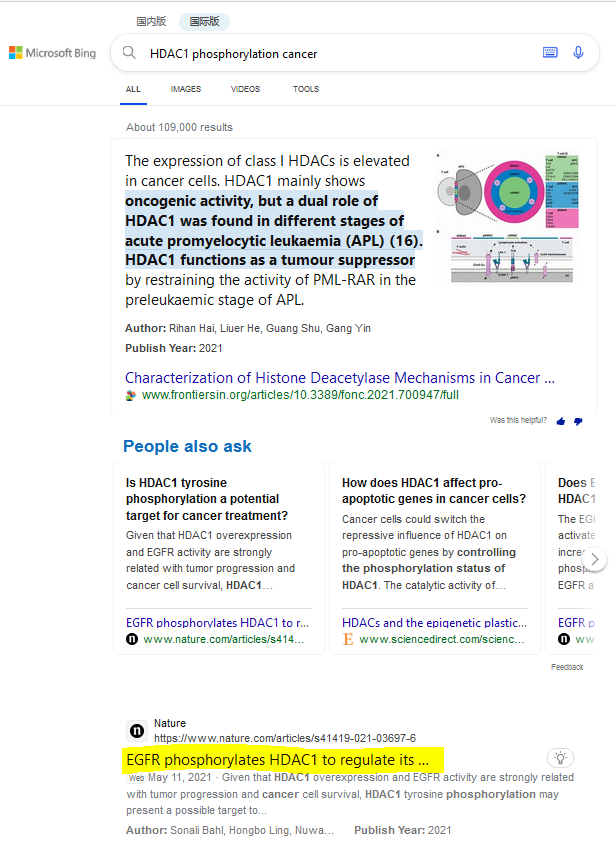 国内版 国际版
Microsoft Bing
HDAC1 phosphorylation cancer
ALL IMAGES VIDEOS TOOLS
About 109,000 results
The expression of class I HDACs is elevated
in cancer cells. HDAC1 mainly shows
oncogenic activity, but a dual role of
HDAC1 was found in different stages of
acute promyelocytic leukaemia (APL) (16).
HDAC1 functions as a tumour suppressor
by restraining the activity of PML-RAR in the
preleukaemic stage of APL.
Author: Rihan Hai, Liuer He, Guang Shu, Gang Yin
Publish Year: 2021
Characterization of Histone Deacetylase Mechanisms in Cancer ...
www.frontiersin.org/articles/10.3389/fonc.2021.700947/full
Was this helpful?
People also ask
Is HDAC1 tyrosine
phosphorylation a potential
target for cancer treatment?
Given that HDAC1 overexpression
and EGFR activity are strongly
related with tumor progression and
cancer cell survival, HDAC1...
EGFR phosphorylates HDAC1 to r...
www.nature.com/articles/s414...
How does HDAC1 affect pro-
apoptotic genes in cancer cells?
Cancer cells could switch the
repressive influence of HDAC1 on
pro-apoptotic genes by controlling
the phosphorylation status of
HDAC1. The catalytic activity of...
HDACs and the epigenetic plastic...
www.sciencedirect.com/scienc...
Does
HDAC1
The EG
activate
incre
phosp
EGFR a
EGFR p
Feedback
Nature
https://www.nature.com/articles/s41419-021-03697-6
EGFR phosphorylates HDAC1 to regulate its ...
Web May 11, 2021 · Given that HDAC1 overexpression and EGFR activity are strongly related
with tumor progression and cancer cell survival, HDAC1 tyrosine phosphorylation may
present a possible target to...
Author: Sonali Bahl, Hongbo Ling, Nuwa... Publish Year: 2021